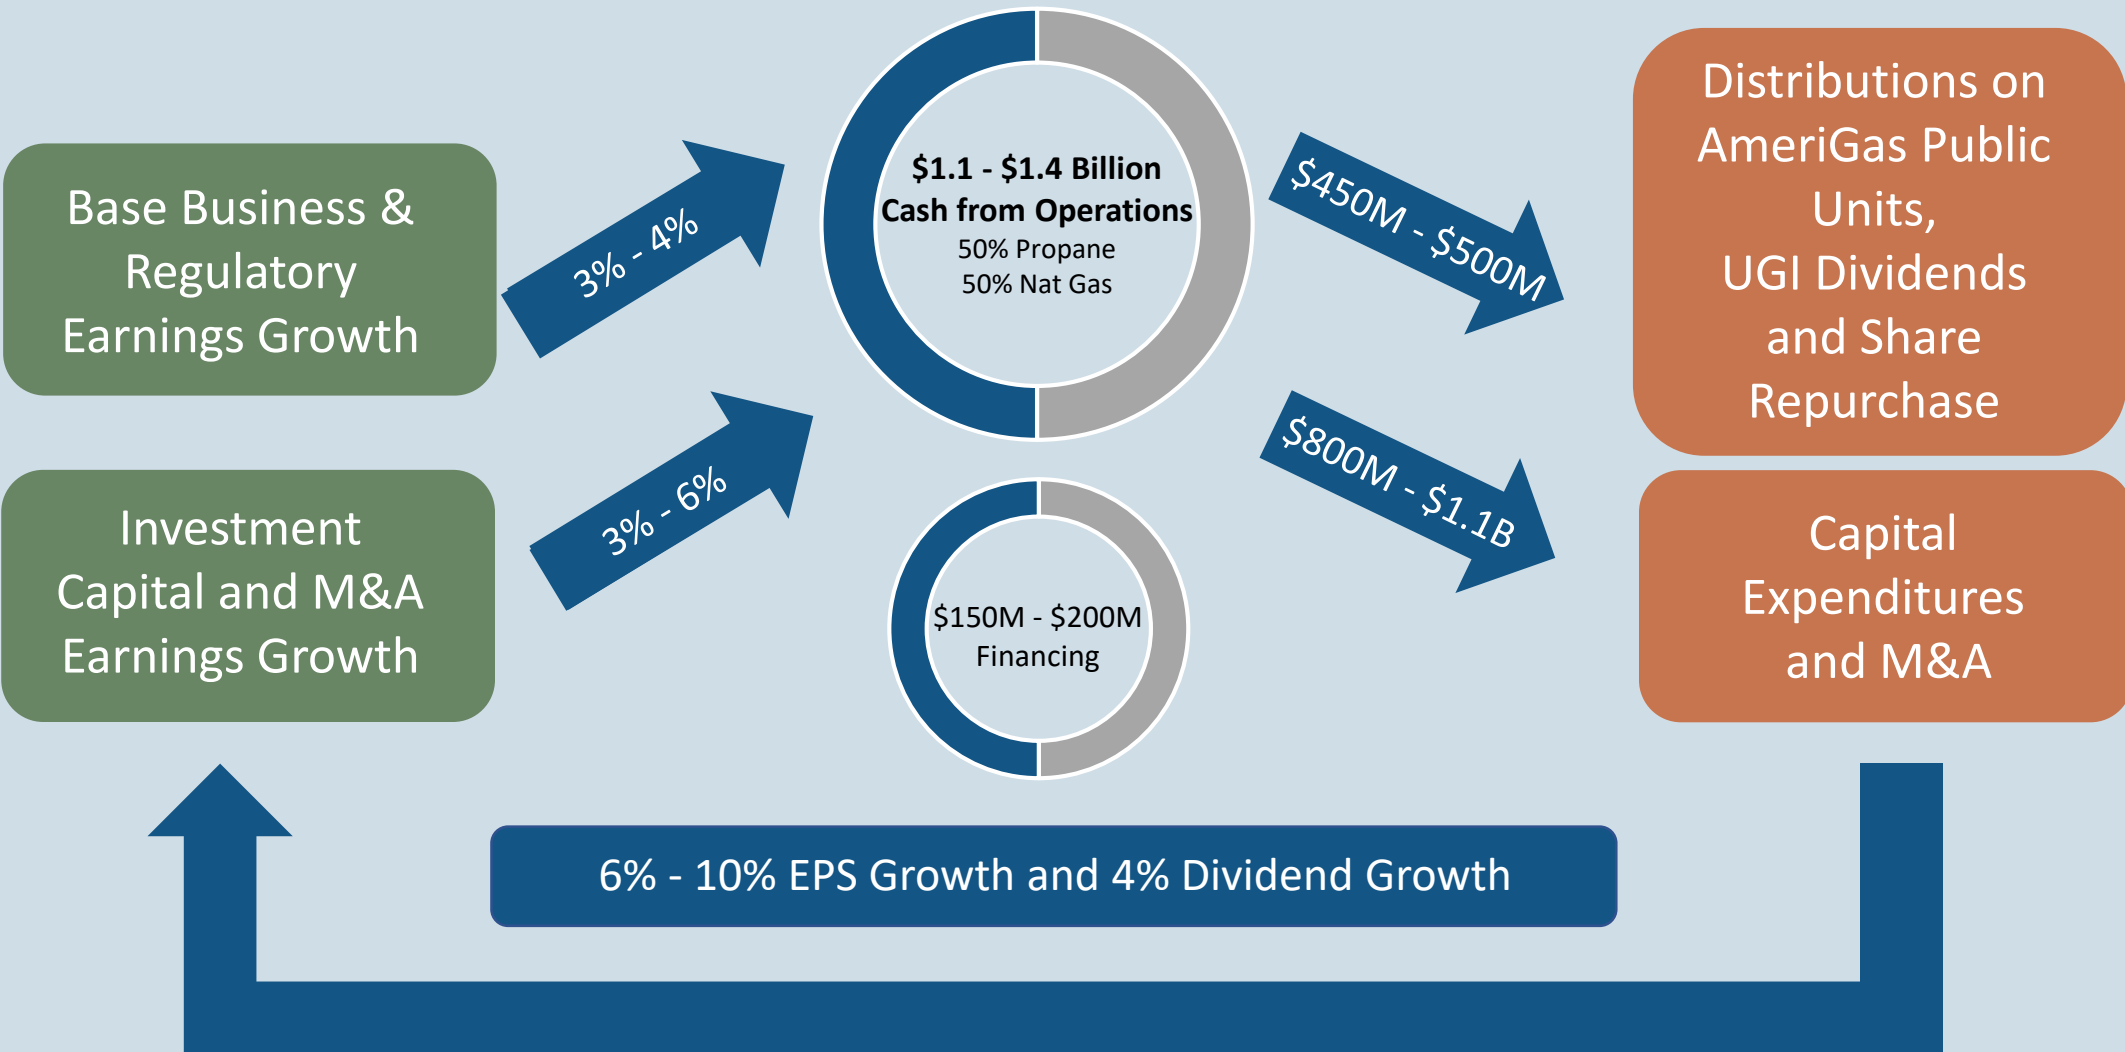 Base Business &
Regulatory
Earnings Growth
3% - 4%
Investment
Capital and M&A
Earnings Growth
3% - 6%
$1.1 - $1.4 Billion
Cash from Operations
50% Propane
50% Nat Gas
$150M - $200M
Financing
$450M - $500M
Distributions on
AmeriGas Public
Units,
UGI Dividends
and Share
Repurchase
$800M - $1.1B
Capital
Expenditures
and M&A
6% - 10% EPS Growth and 4% Dividend Growth